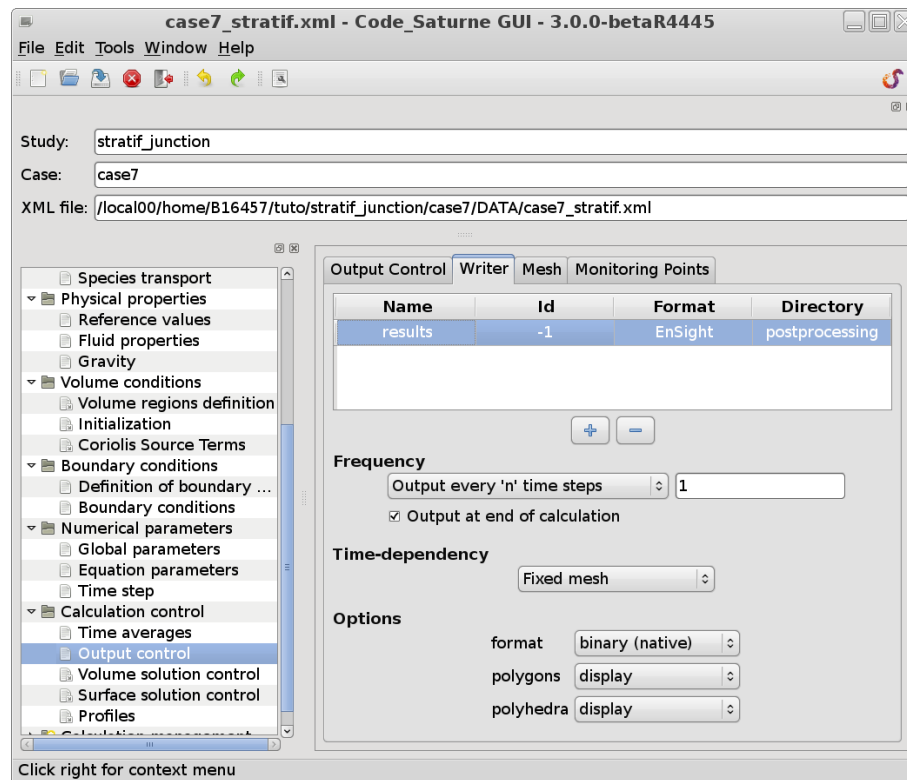 case7_stratif.xml - Code_Saturne GUI - 3.0.0-betaR4445
File Edit Tools Window Help
Study: stratif_junction
Case: case7
XML file: /local00/home/B16457/tuto/stratif_junction/case7/DATA/case7_stratif.xml
Species transport
Physical properties
Reference values
Fluid properties
Gravity
Volume conditions
Volume regions definition
Initialization
Coriolis Source Terms
Boundary conditions
Definition of boundary ...
Boundary conditions
Numerical parameters
Global parameters
Equation parameters
Time step
Calculation control
Time averages
Output control
Volume solution control
Surface solution control
Profiles
Output Control Writer Mesh Monitoring Points
Name Id Format Directory
results -1 EnSight postprocessing
Frequency
Output every 'n' time steps 1
Output at end of calculation
Time-dependency
Fixed mesh
Options
format binary (native)
polygons display
polyhedra display
Click right for context menu